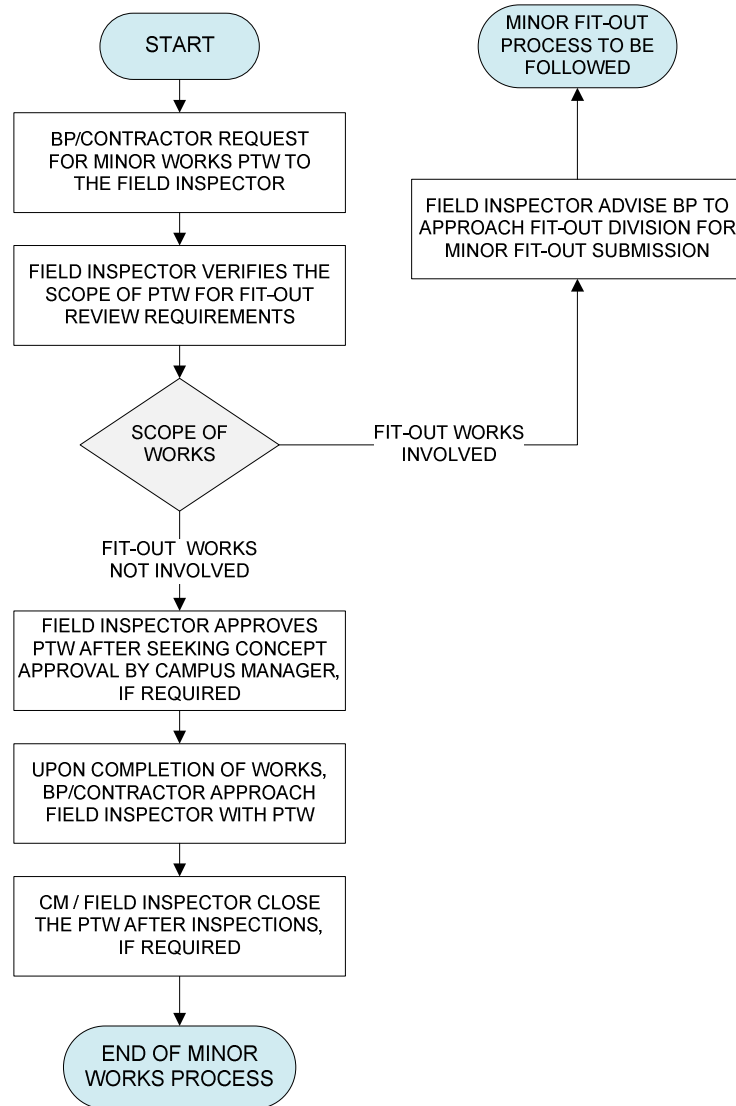 START
BP/CONTRACTOR REQUEST
FOR MINOR WORKS PTW TO
THE FIELD INSPECTOR
FIELD INSPECTOR VERIFIES THE
SCOPE OF PTW FOR FIT-OUT
REVIEW REQUIREMENTS
SCOPE OF
WORKS
FIT-OUT WORKS
INVOLVED
FIELD INSPECTOR ADVISE BP TO
APPROACH FIT-OUT DIVISION FOR
MINOR FIT-OUT SUBMISSION
MINOR FIT-OUT
PROCESS TO BE
FOLLOWED
FIT-OUT WORKS
NOT INVOLVED
FIELD INSPECTOR APPROVES
PTW AFTER SEEKING CONCEPT
APPROVAL BY CAMPUS MANAGER,
IF REQUIRED
UPON COMPLETION OF WORKS,
BP/CONTRACTOR APPROACH
FIELD INSPECTOR WITH PTW
CM / FIELD INSPECTOR CLOSE
THE PTW AFTER INSPECTIONS,
IF REQUIRED
END OF MINOR
WORKS PROCESS